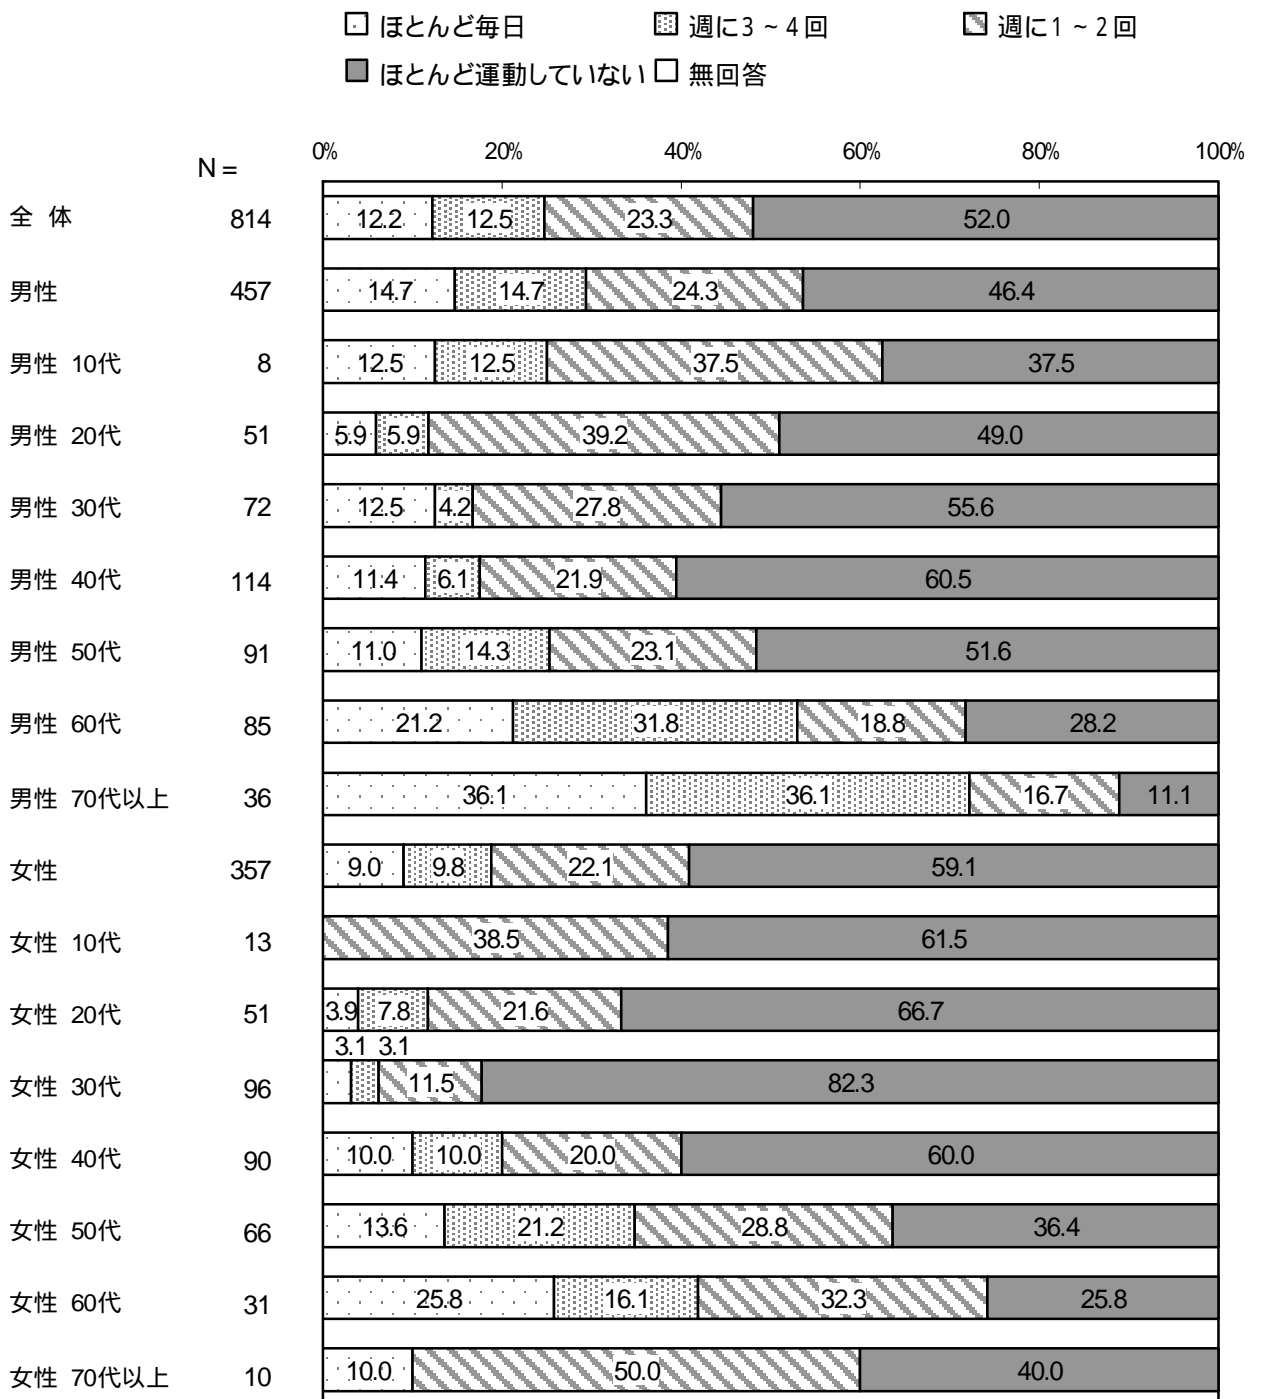 ほとんど毎日 週に3～4回 週に1～2回
ほとんど運動していない 無回答
0% 20% 40% 60% 80% 100%
N =
全 体 814 12.2 12.5 23.3 52.0
男性 457 14.7 14.7 24.3 46.4
男性 10代 8 12.5 12.5 37.5 37.5
男性 20代 51 5.9 5.9 39.2 49.0
男性 30代 72 12.5 4.2 27.8 55.6
男性 40代 114 11.4 6.1 21.9 60.5
男性 50代 91 11.0 14.3 23.1 51.6
男性 60代 85 21.2 31.8 18.8 28.2
男性 70代以上 36 36.1 36.1 16.7 11.1
女性 357 9.0 9.8 22.1 59.1
女性 10代 13 38.5 61.5
女性 20代 51 3.9 7.8 21.6 66.7
3.1 3.1
女性 30代 96 11.5 82.3
女性 40代 90 10.0 10.0 20.0 60.0
女性 50代 66 13.6 21.2 28.8 36.4
女性 60代 31 25.8 16.1 32.3 25.8
女性 70代以上 10 10.0 50.0 40.0